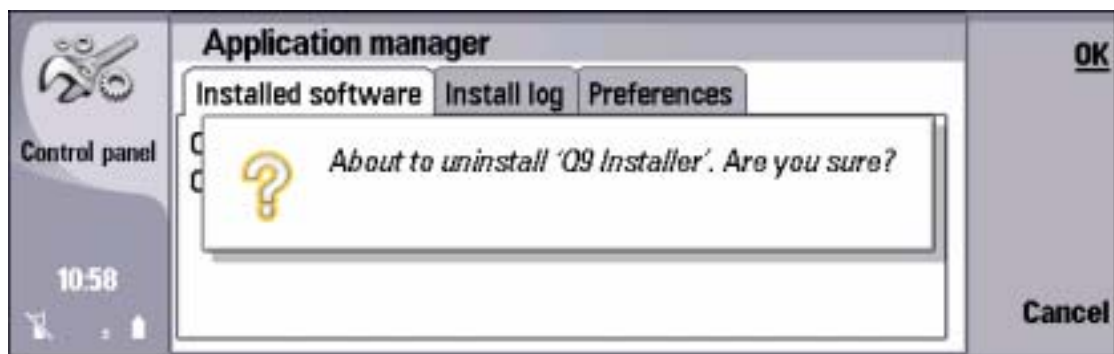 Application manager
OK
Installed software
Install log
Preferences
Control panel
About to uninstall ‘Q9 Installer’. Are you sure?
10:58
Cancel